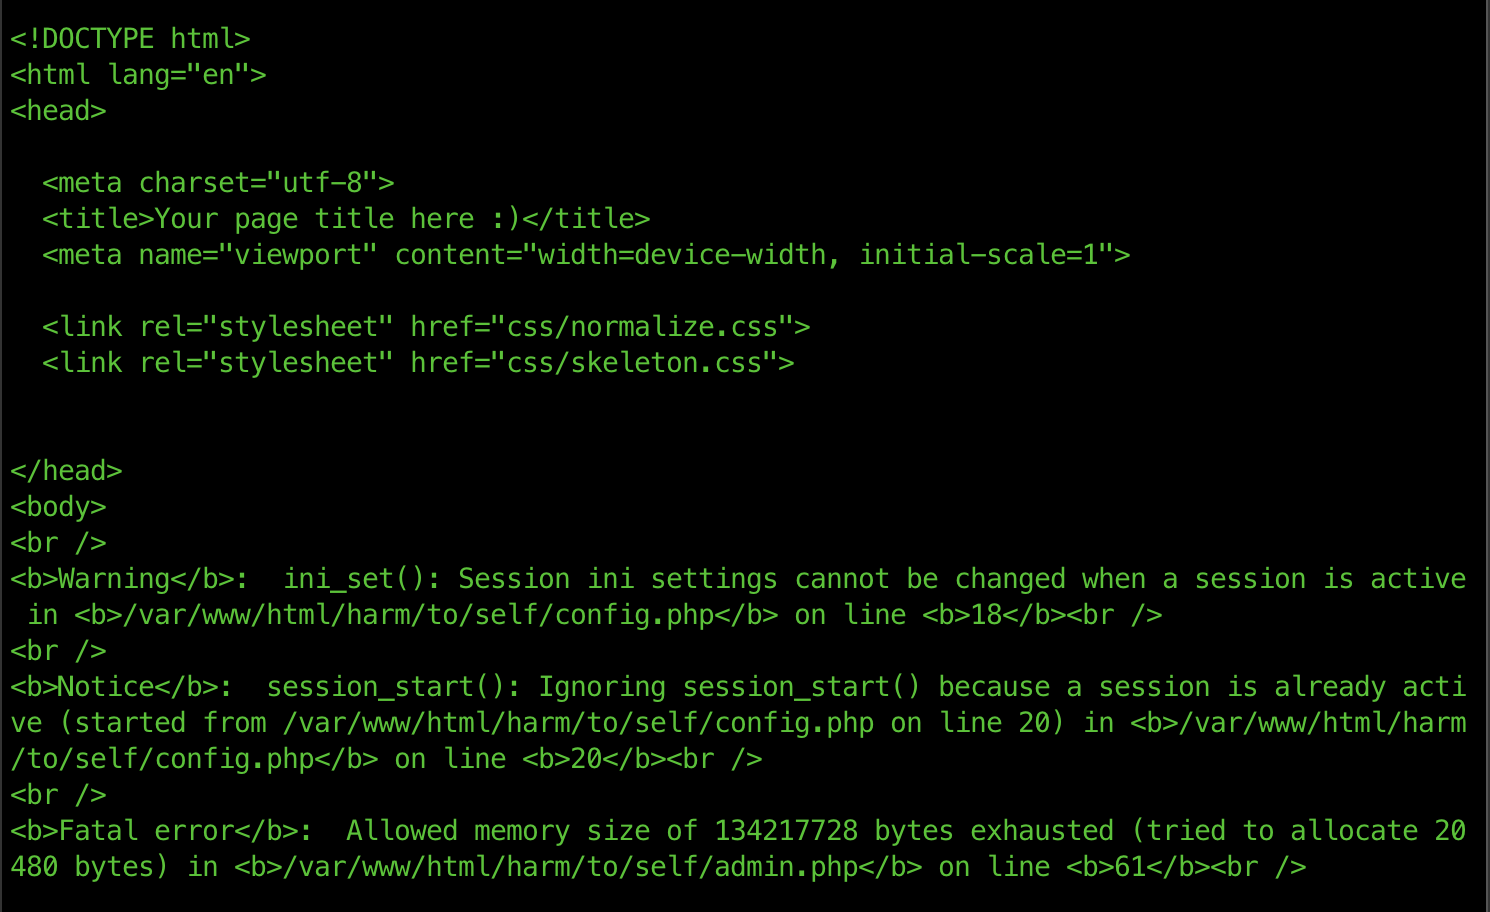 <!DOCTYPE html>
<html lang="en">
<head>
<meta charset="utf-8">
<title>Your page title here :)</title>
<meta name="viewport" content="width=device-width, initial-scale=1">
<link rel="stylesheet" href="css/normalize.css">
<link rel="stylesheet" href="css/skeleton.css">
</head>
<body>
<br />
<b>Warning</b>:  ini_set(): Session ini settings cannot be changed when a session is active
in <b>/var/www/html/harm/to/self/config.php</b> on line <b>18</b><br />
<br />
<b>Notice</b>:  session_start(): Ignoring session_start() because a session is already acti
ve (started from /var/www/html/harm/to/self/config.php on line 20) in <b>/var/www/html/harm
/to/self/config.php</b> on line <b>20</b><br />
<br />
<b>Fatal error</b>:  Allowed memory size of 134217728 bytes exhausted (tried to allocate 20
480 bytes) in <b>/var/www/html/harm/to/self/admin.php</b> on line <b>61</b><br />